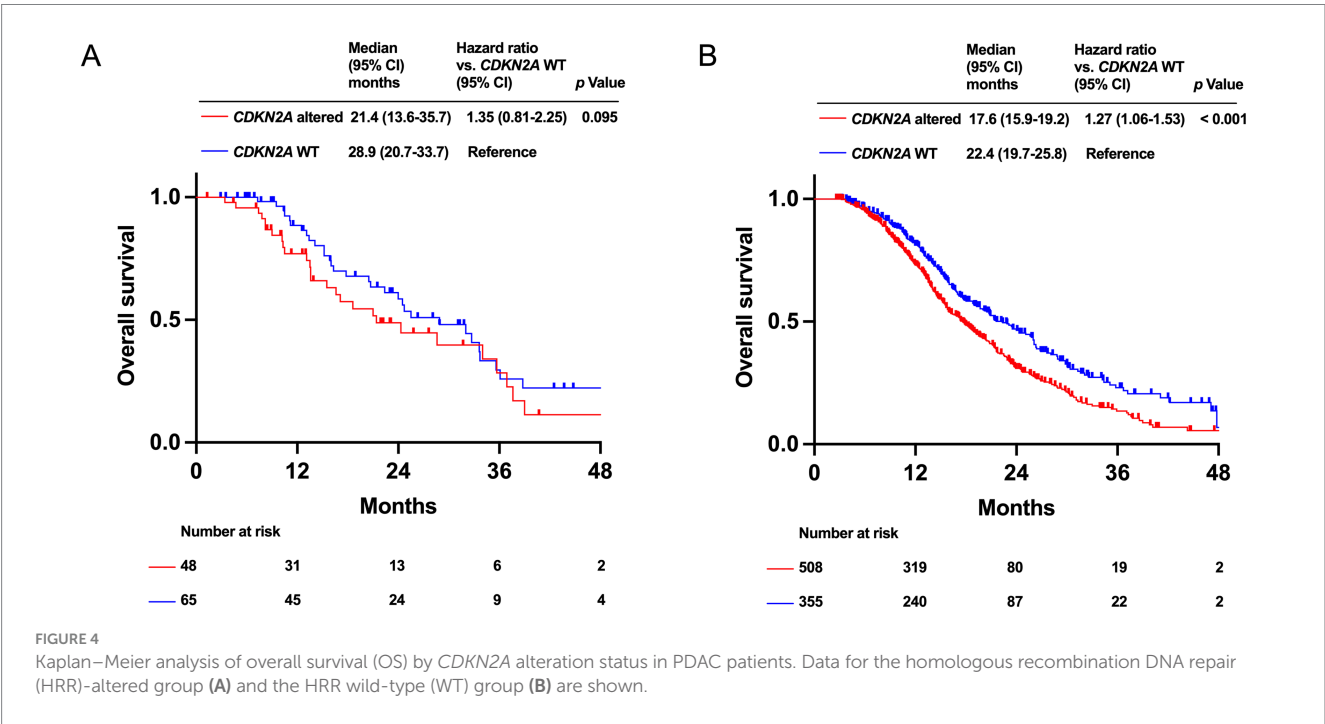 A
Median
(95% CI)
months
Hazard ratio
vs. CDKN2A WT
(95% CI)
p Value
CDKN2A altered 21.4 (13.6-35.7) 1.35 (0.81-2.25) 0.095
CDKN2A WT 28.9 (20.7-33.7) Reference
Overall survival
1.0
0.5
0.0
0 12 24 36 48
Months
Number at risk
48 31 13 6 2
65 45 24 9 4
B
Median
(95% CI)
months
Hazard ratio
vs. CDKN2A WT
(95% CI)
p Value
CDKN2A altered 17.6 (15.9-19.2) 1.27 (1.06-1.53) < 0.001
CDKN2A WT 22.4 (19.7-25.8) Reference
Overall survival
1.0
0.5
0.0
0 12 24 36 48
Months
Number at risk
508 319 80 19 2
355 240 87 22 2
FIGURE 4
Kaplan–Meier analysis of overall survival (OS) by CDKN2A alteration status in PDAC patients. Data for the homologous recombination DNA repair
(HRR)-altered group (A) and the HRR wild-type (WT) group (B) are shown.